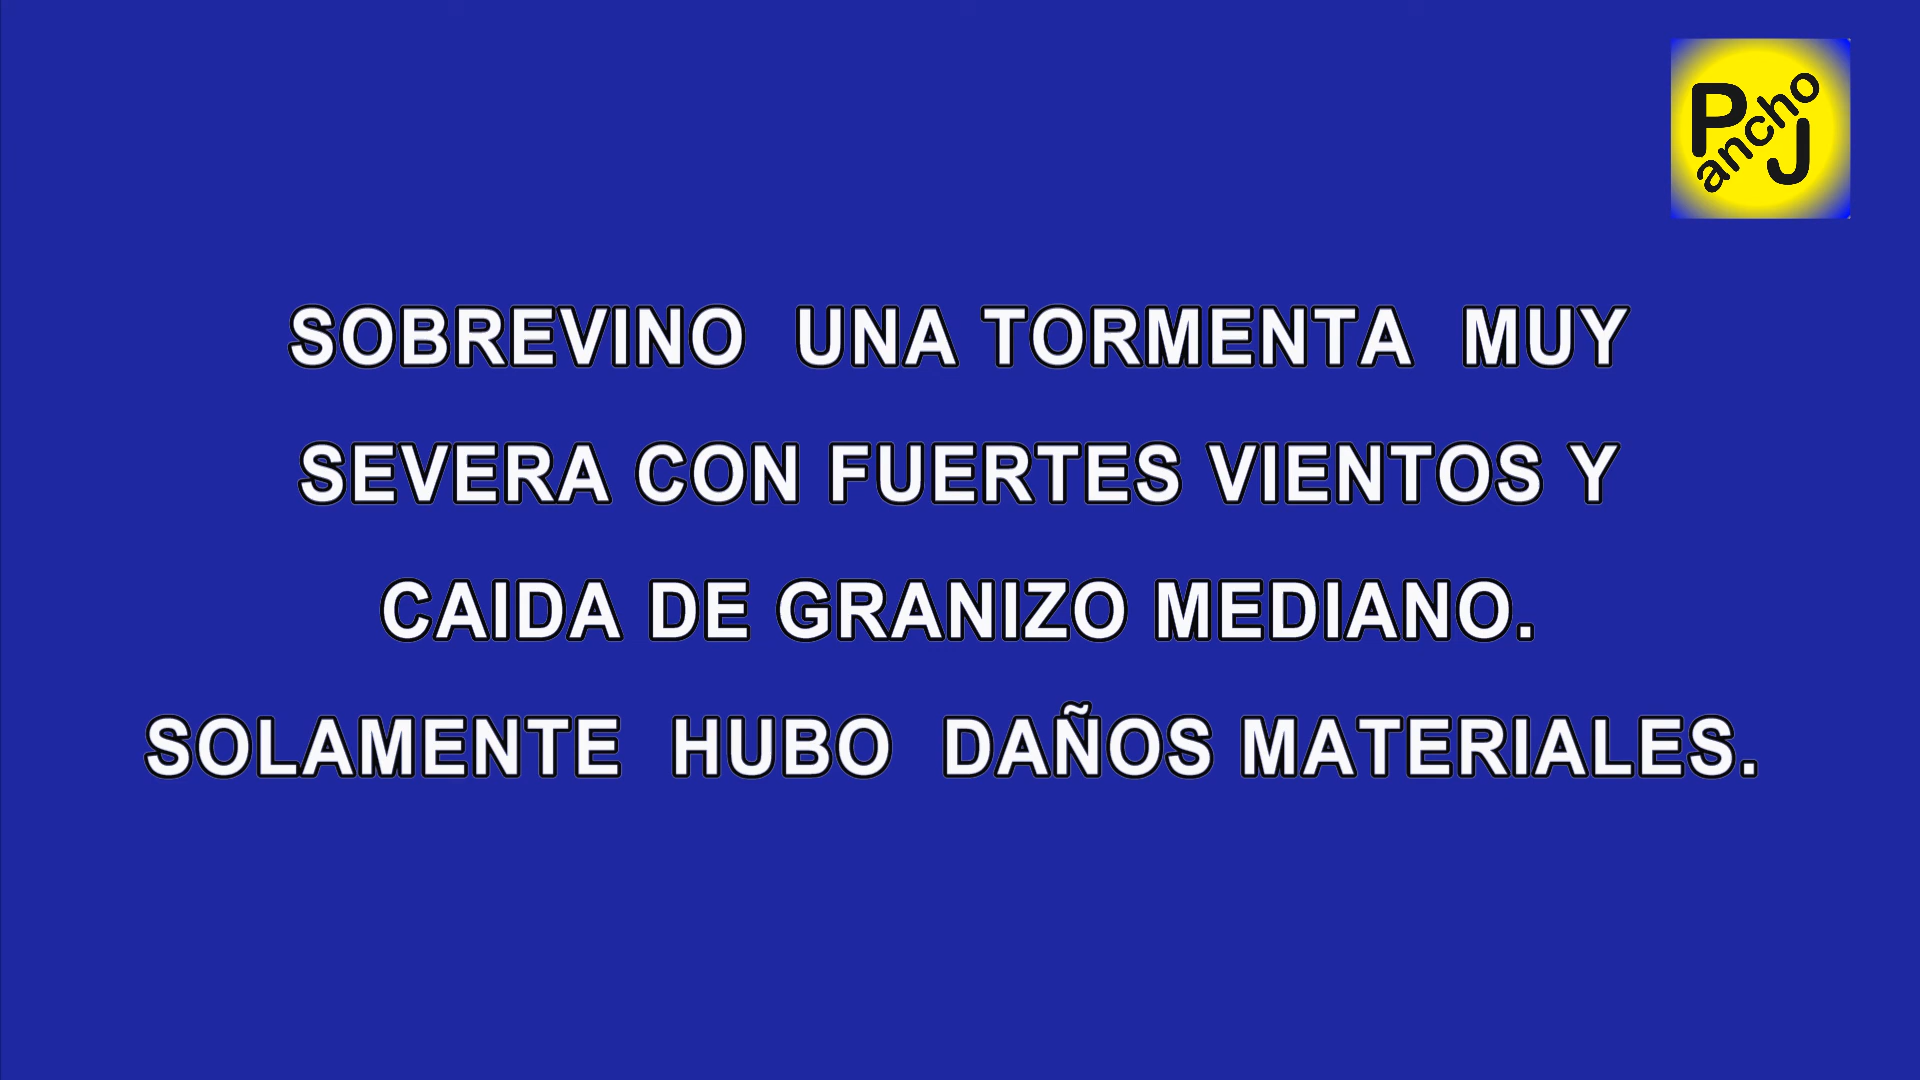 Pancho J
SOBREVINO UNA TORMENTA MUY
SEVERA CON FUERTES VIENTOS Y
CAIDA DE GRANIZO MEDIANO.
SOLAMENTE HUBO DAÑOS MATERIALES.